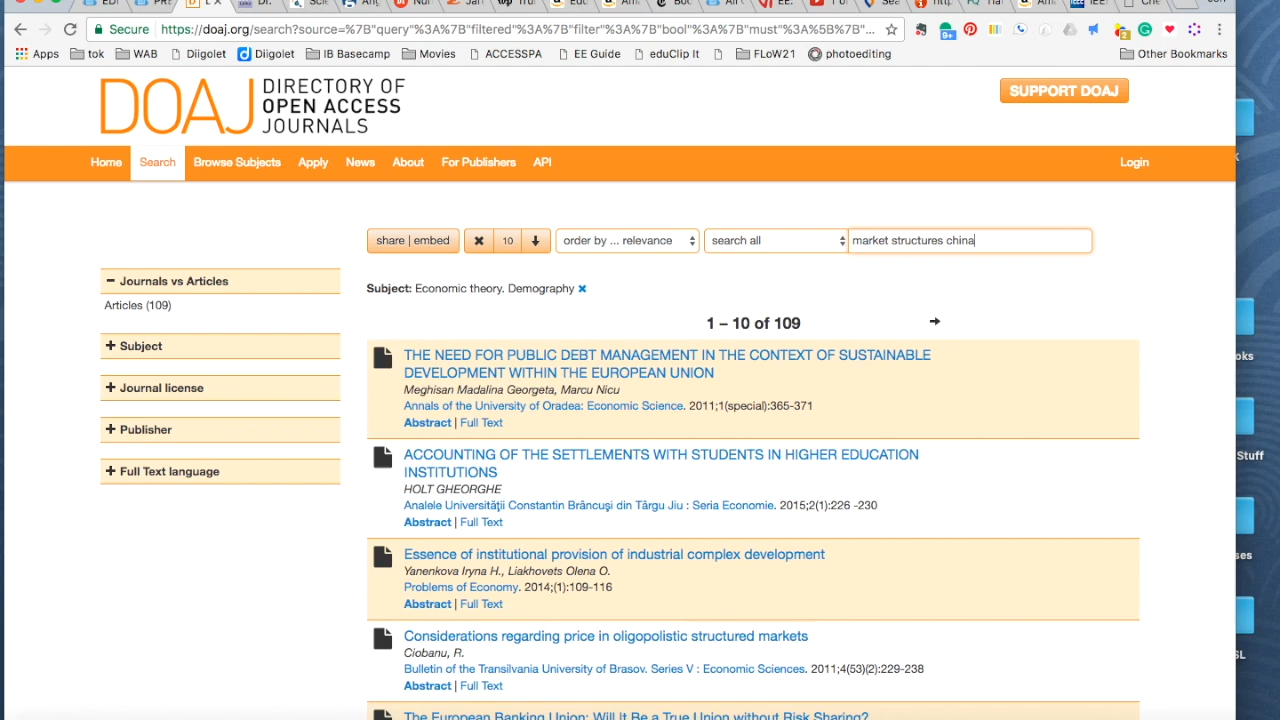 Secure https://doaj.org/search?source=%7B"query"%3A%7B"filtered"%3A%7B"filter"%3A%7B"bool"%3A%7B"must"%3A%5B%7B"...
Apps tok WAB Diigolet Diigolet IB Basecamp Movies ACCESSPA EE Guide eduClip It FLoW21 photoediting Other Bookmarks
DOAJ DIRECTORY OF OPEN ACCESS JOURNALS
SUPPORT DOAJ
Home Search Browse Subjects Apply News About For Publishers API Login
share | embed 10 order by ... relevance search all market structures china
Journals vs Articles
Articles (109)
Subject
Journal license
Publisher
Full Text language
Subject: Economic theory. Demography
1 – 10 of 109
THE NEED FOR PUBLIC DEBT MANAGEMENT IN THE CONTEXT OF SUSTAINABLE
DEVELOPMENT WITHIN THE EUROPEAN UNION
Meghisan Madalina Georgeta, Marcu Nicu
Annals of the University of Oradea: Economic Science. 2011;1(special):365-371
Abstract | Full Text
ACCOUNTING OF THE SETTLEMENTS WITH STUDENTS IN HIGHER EDUCATION
INSTITUTIONS
HOLT GHEORGHE
Analele Universităţii Constantin Brâncuşi din Târgu Jiu : Seria Economie. 2015;2(1):226 -230
Abstract | Full Text
Essence of institutional provision of industrial complex development
Yanenkova Iryna H., Liakhovets Olena O.
Problems of Economy. 2014;(1):109-116
Abstract | Full Text
Considerations regarding price in oligopolistic structured markets
Ciobanu, R.
Bulletin of the Transilvania University of Brasov. Series V : Economic Sciences. 2011;4(53)(2):229-238
Abstract | Full Text
The European Banking Union: Will It Be a True Union without Risk Sharing?